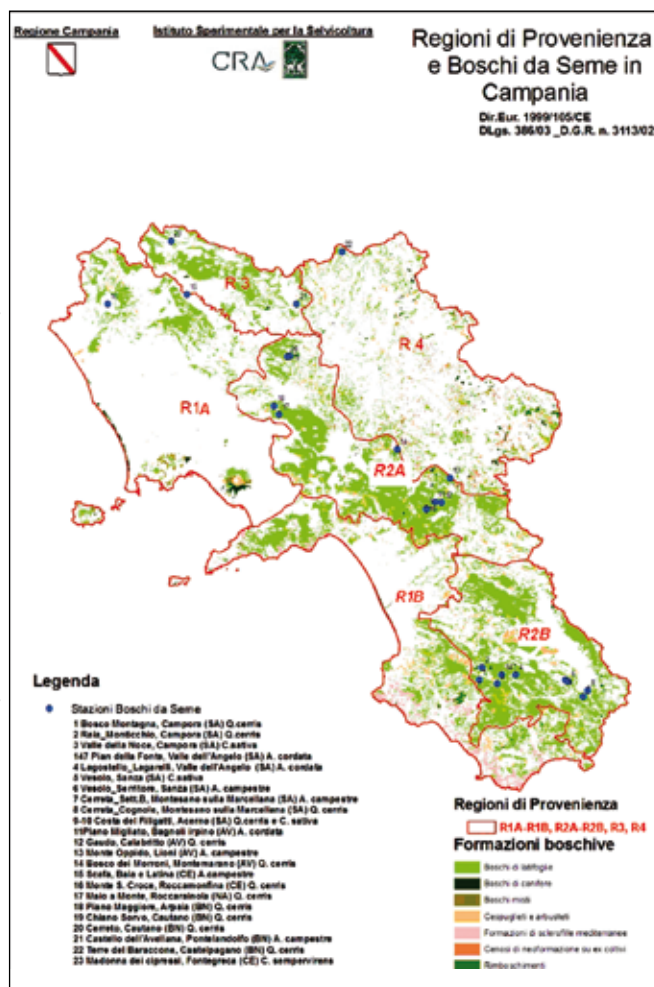 Regione Campania
Istituto Sperimentale per la Selvicoltura
CRA
Regioni di Provenienza
e Boschi da Seme in
Campania
Dir.Eur. 1999/105/CE
DLgs. 386/03 _D.G.R. n. 3113/02
R 3
R 4
R1A
R2A
R1B
R2B
Legenda
Stazioni Boschi da Seme
1 Bosco Montagna, Campora (SA) Q.cerris
2 Raia_Monticchio, Campora (SA) Q.cerris
3 Valle della Noce, Campora (SA) C.sativa
147 Pian della Fonte, Valle dell'Angelo (SA) A. cordata
4 Lagostello_Lagarelli, Valle dell'Angelo (SA) A. cordata
5 Vesolo, Sanza (SA) C.sativa
6 Vesolo_Serritore, Sanza (SA) A. campestre
7 Cerreta_Sett.B, Montesano sulla Marcellana (SA) A. campestre
8 Cerreta_Cognole, Montesano sulla Marcellana (SA) Q. cerris
9-10 Costa dei Filigatti, Acerno (SA) Q.cerris e C. sativa
11Piano Migliato, Bagnoli irpino (AV) A. cordata
12 Gaudo, Calabritto (AV) Q. cerris
13 Monte Oppido, Lioni (AV) A. campestre
14 Bosco dei Morroni, Montemarano (AV) Q. cerris
15 Scafa, Baia e Latina (CE) A.campestre
16 Monte S. Croce, Roccamonfina (CE) Q. cerris
17 Maio a Monte, Roccarainola (NA) Q. cerris
18 Piano Maggiore, Arpaia (BN) Q. cerris
19 Chiano Servo, Cautano (BN) Q. cerris
20 Cerreto, Cautano (BN) Q. cerris
21 Castello dell'Avellana, Pontelandolfo (BN) A. campestre
22 Terre del Baraccone, Castelpagano (BN) Q. cerris
23 Madonna dei cipressi, Fontegreca (CE) C. sempervirens
Regioni di Provenienza
R1A-R1B, R2A-R2B, R3, R4
Formazioni boschive
Boschi di latifoglie
Boschi di conifere
Boschi misti
Cespuglieti e arbusteti
Formazioni di sclerofille mediterranee
Cenosi di neoformazione su ex coltivi
Rimboschimenti